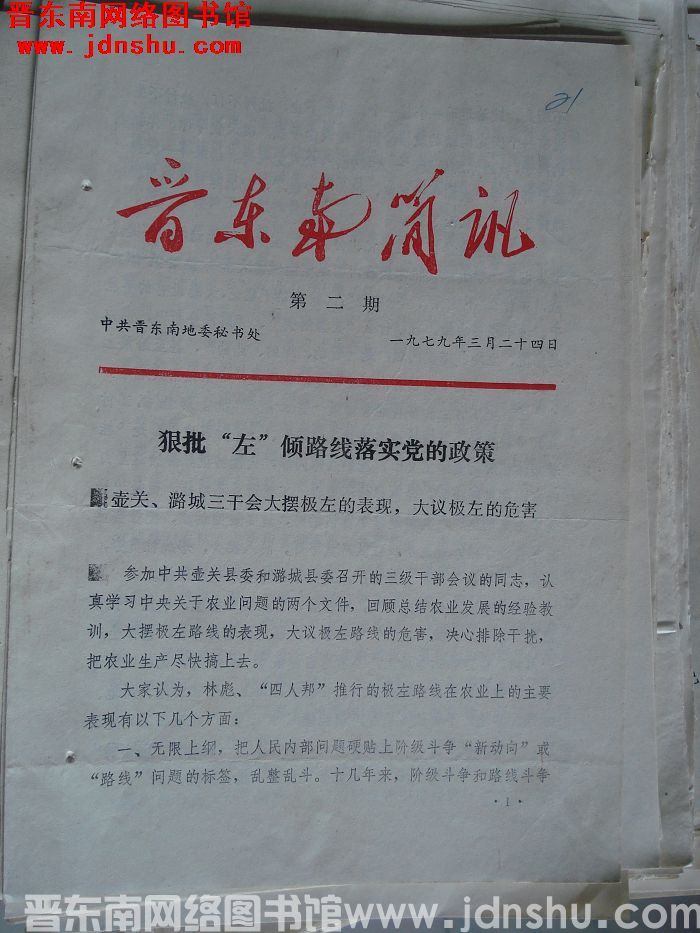 晋东南网络图书馆
www.jdnshu.com
21
晋东南简讯
第二期
中共晋东南地委秘书处
一九七九年三月二十四日
狠批“左”倾路线落实党的政策
壶关、潞城三干会大摆极左的表现，大议极左的危害
参加中共壶关县委和潞城县委召开的三级干部会议的同志，认
真学习中央关于农业问题的两个文件，回顾总结农业发展的经验教
训，大摆极左路线的表现，大议极左路线的危害，决心排除干扰，
把农业生产尽快搞上去。
大家认为，林彪、“四人邦”推行的极左路线在农业上的主要
表现有以下几个方面：
一、无限上纲，把人民内部问题硬贴上阶级斗争“新动向”或
“路线”问题的标签，乱整乱斗。十几年来，阶级斗争和路线斗争
·1·
晋东南网络图书馆www.jdnshu.com